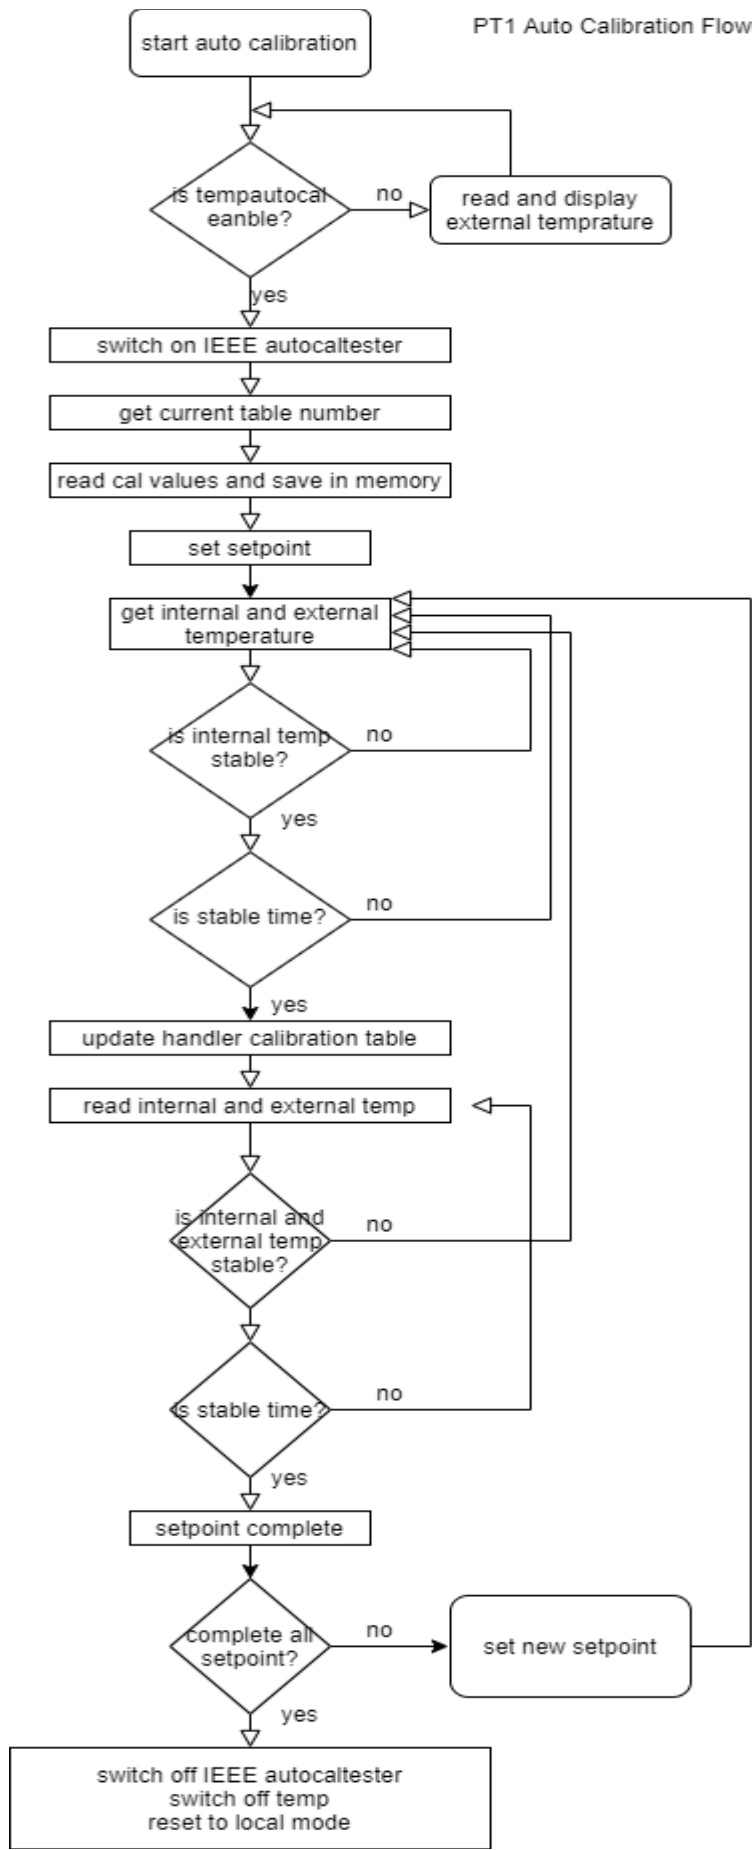 PT1 Auto Calibration Flow
start auto calibration
is tempautocal
eanble?
no
read and display
external temprature
yes
switch on IEEE autocaltester
get current table number
read cal values and save in memory
set setpoint
get internal and external
temperature
is internal temp
stable?
no
yes
is stable time?
no
yes
update handler calibration table
read internal and external temp
is internal and
external temp
stable?
no
is stable time?
no
yes
setpoint complete
complete all
setpoint?
no
set new setpoint
yes
switch off IEEE autocaltester
switch off temp
reset to local mode